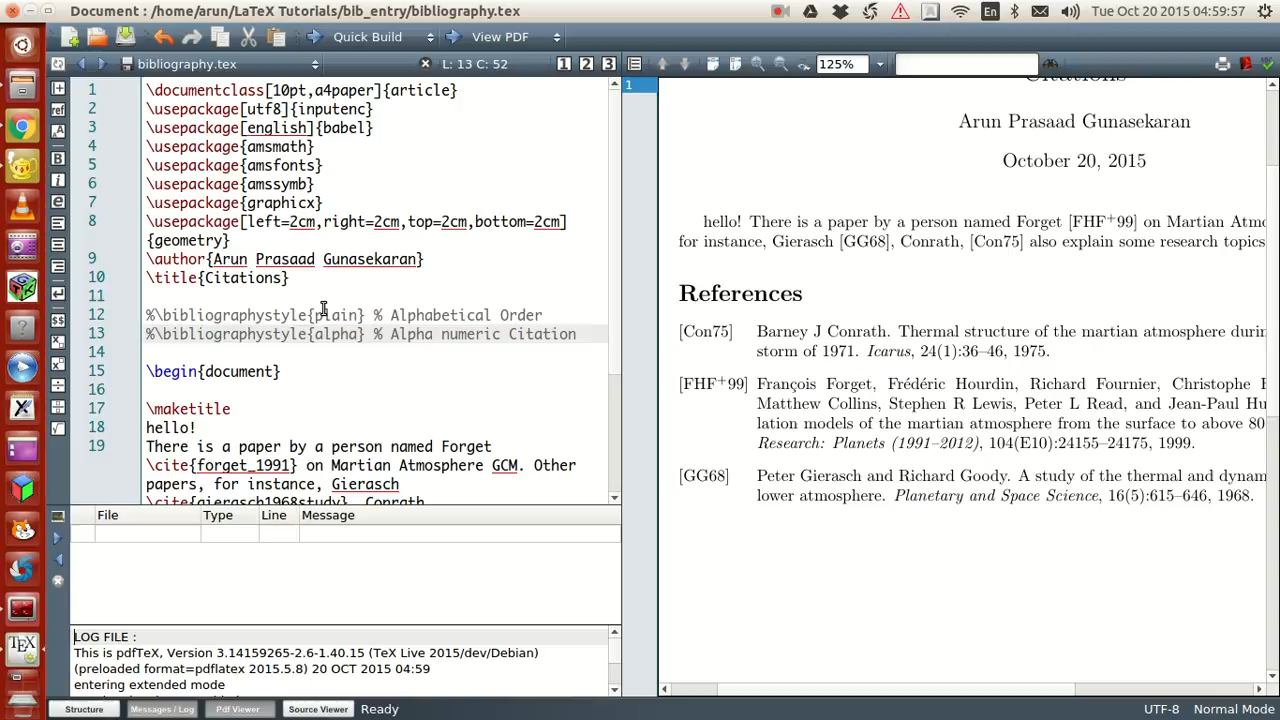 Document : /home/arun/LaTeX Tutorials/bib_entry/bibliography.tex
En
Tue Oct 20 2015 04:59:57
Quick Build
View PDF
bibliography.tex
L: 13 C: 52
1 2 3
125%
1 \documentclass[10pt,a4paper]{article}
2 \usepackage[utf8]{inputenc}
3 \usepackage[english]{babel}
4 \usepackage{amsmath}
5 \usepackage{amsfonts}
6 \usepackage{amssymb}
7 \usepackage{graphicx}
8 \usepackage[left=2cm,right=2cm,top=2cm,bottom=2cm]
{geometry}
9 \author{Arun Prasaad Gunasekaran}
10 \title{Citations}
11
12 %\bibliographystyle{plain} % Alphabetical Order
13 %\bibliographystyle{alpha} % Alpha numeric Citation
14
15 \begin{document}
16
17 \maketitle
18 hello!
19 There is a paper by a person named Forget
\cite{forget_1991} on Martian Atmosphere GCM. Other
papers, for instance, Gierasch
\cite{gierasch1968study}, Conrath
File Type Line Message
LOG FILE :
This is pdfTeX, Version 3.14159265-2.6-1.40.15 (TeX Live 2015/dev/Debian)
(preloaded format=pdflatex 2015.5.8) 20 OCT 2015 04:59
entering extended mode
Structure
Messages / Log
Pdf Viewer
Source Viewer
Ready
UTF-8
Normal Mode
1
Citations
Arun Prasaad Gunasekaran
October 20, 2015
hello! There is a paper by a person named Forget [FHF+99] on Martian Atmo
for instance, Gierasch [GG68], Conrath, [Con75] also explain some research topics
References
[Con75] Barney J Conrath. Thermal structure of the martian atmosphere durin
storm of 1971. Icarus, 24(1):36–46, 1975.
[FHF+99] François Forget, Frédéric Hourdin, Richard Fournier, Christophe H
Matthew Collins, Stephen R Lewis, Peter L Read, and Jean-Paul Hu
lation models of the martian atmosphere from the surface to above 80
Research: Planets (1991–2012), 104(E10):24155–24175, 1999.
[GG68] Peter Gierasch and Richard Goody. A study of the thermal and dynam
lower atmosphere. Planetary and Space Science, 16(5):615–646, 1968.